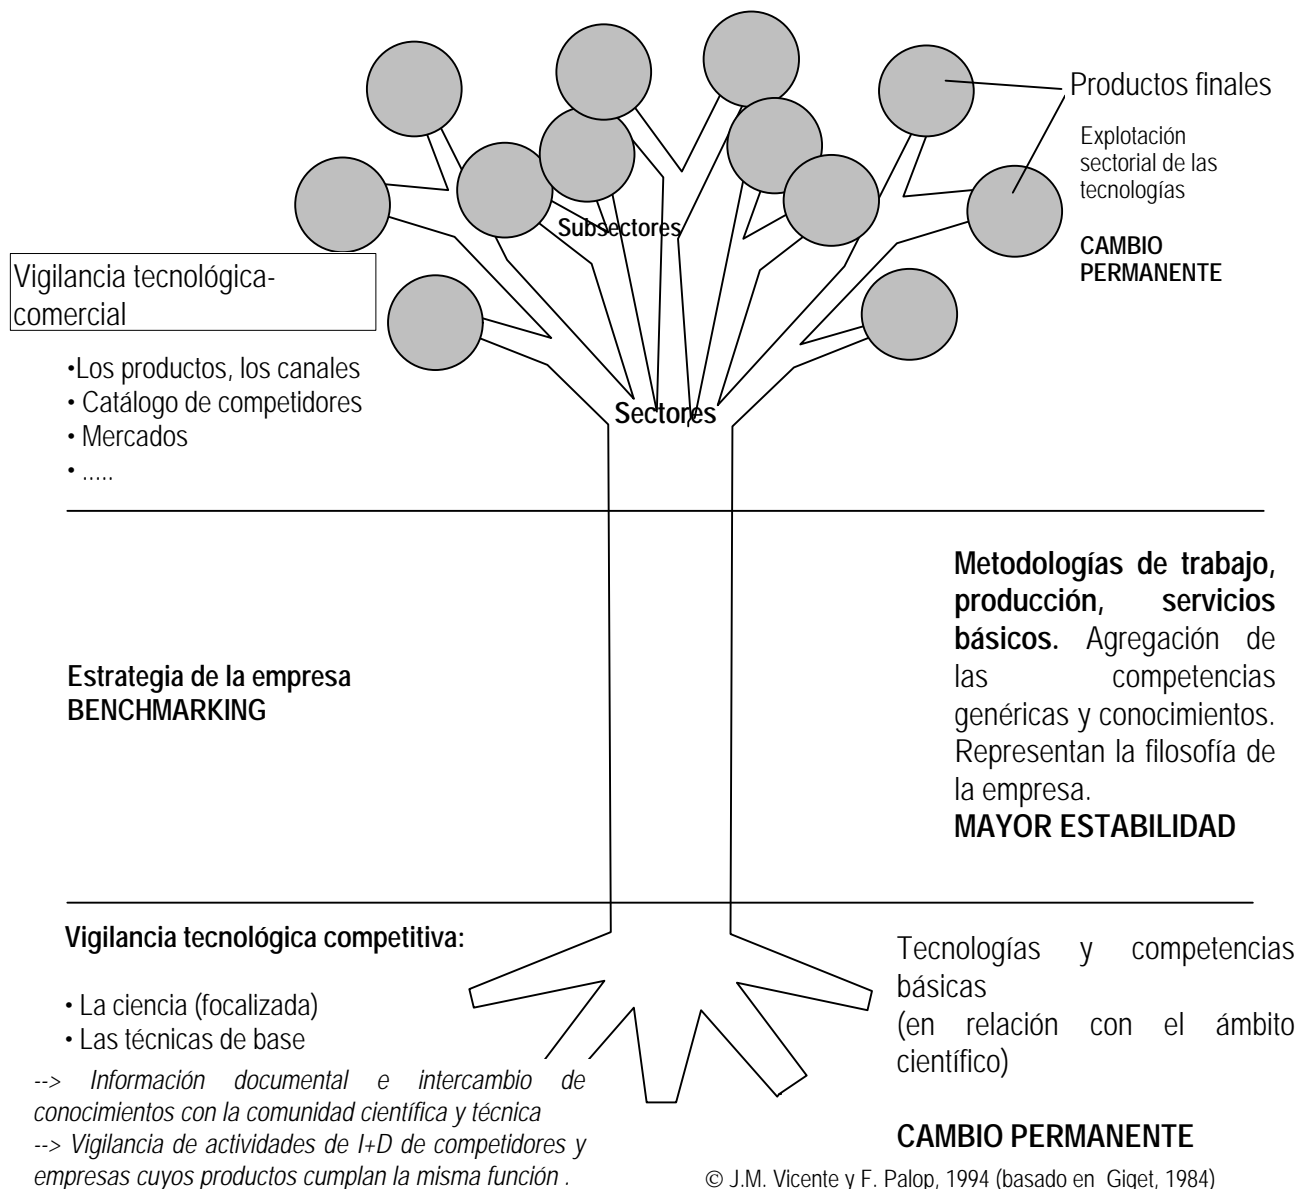 Productos finales
Explotación
sectorial de las
tecnologías
CAMBIO
PERMANENTE
Subsectores
Vigilancia tecnológica-
comercial
•Los productos, los canales
• Catálogo de competidores
• Mercados
• .....
Sectores
Metodologías de trabajo,
producción, servicios
básicos. Agregación de
las competencias
genéricas y conocimientos.
Representan la filosofía de
la empresa.
MAYOR ESTABILIDAD
Estrategia de la empresa
BENCHMARKING
Vigilancia tecnológica competitiva:
• La ciencia (focalizada)
• Las técnicas de base
--> Información documental e intercambio de
conocimientos con la comunidad científica y técnica
--> Vigilancia de actividades de I+D de competidores y
empresas cuyos productos cumplan la misma función .
Tecnologías y competencias
básicas
(en relación con el ámbito
científico)
CAMBIO PERMANENTE
© J.M. Vicente y F. Palop, 1994 (basado en Giget, 1984)